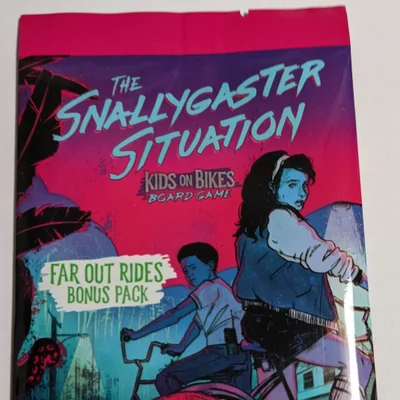 THE
SNALLYGASTER
SITUATION
KIDS ON BIKES
BOARD GAME
FAR OUT RIDES
BONUS PACK